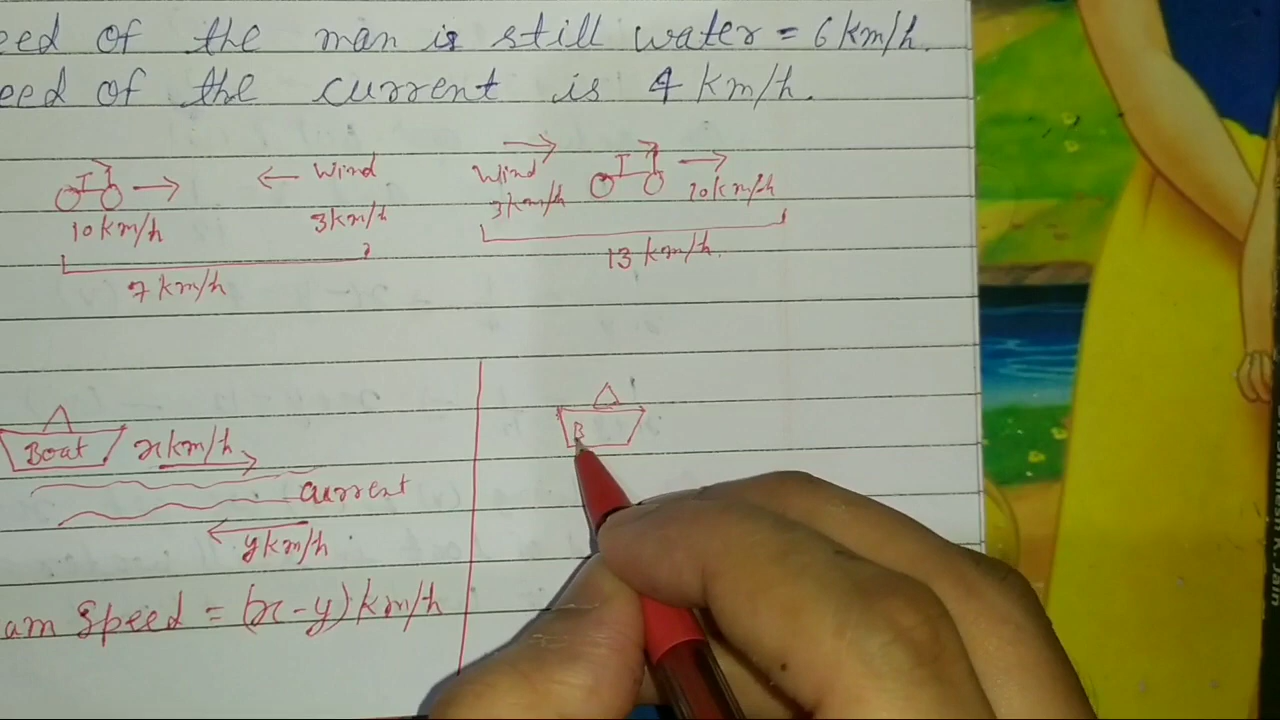 eed of the man is still water = 6 km/h.
eed of the current is 4 km/h.
Wind
Wind
10 km/h
3 km/h
3 km/h
10 km/h
7 km/h
13 km/h.
Boat
x km/h
B
current
y km/h
am speed = (x-y) km/h
K. Jain